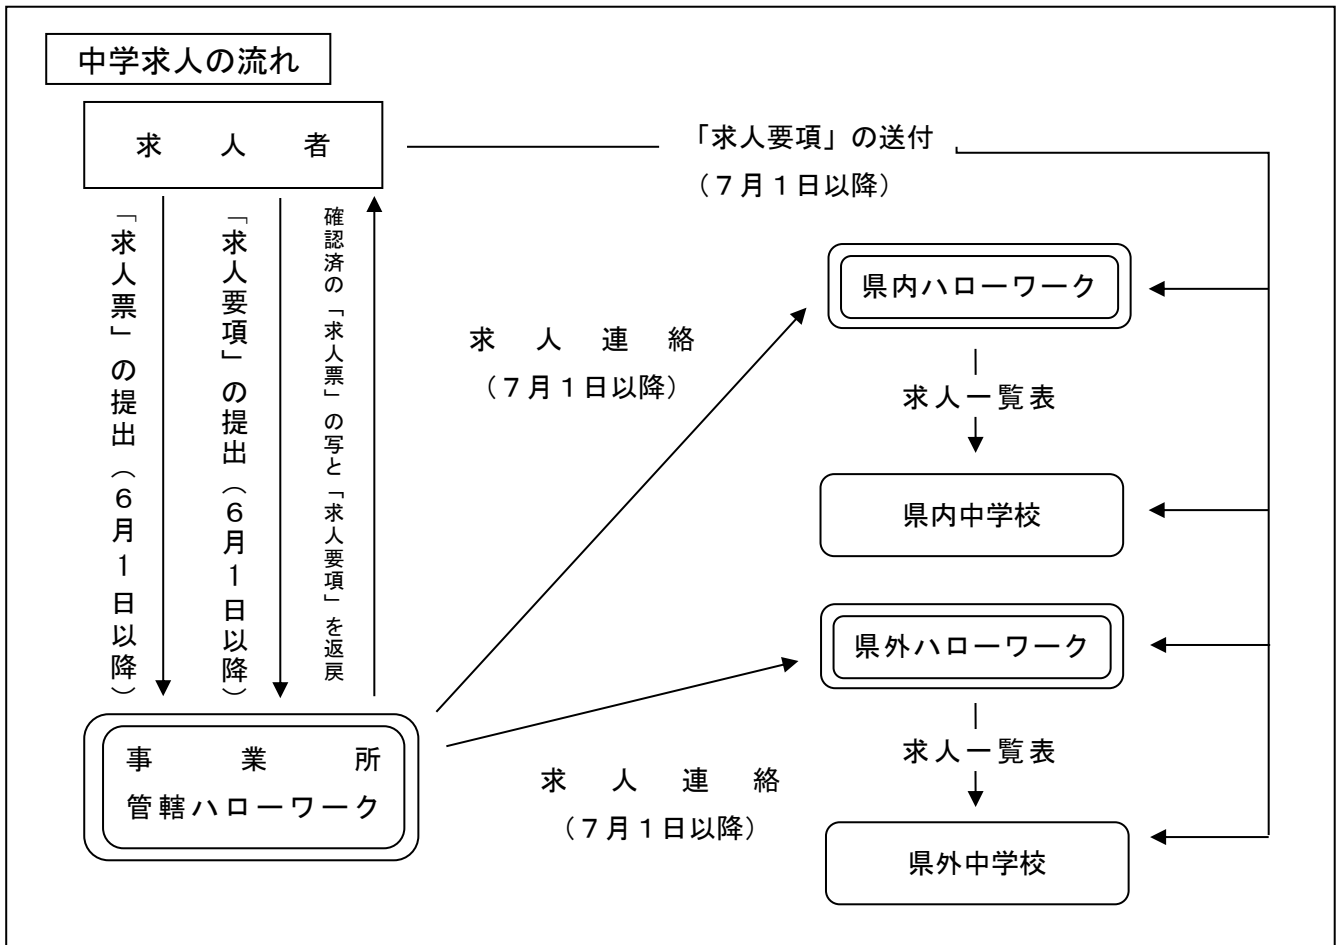 中学求人の流れ
求人者
「求人要項」の送付
(7月1日以降)
「求人票」の提出(6月1日以降)
「求人要項」の提出(6月1日以降)
確認済の「求人票」の写と「求人要項」を返戻
求人連絡
(7月1日以降)
県内ハローワーク
求人一覧表
県内中学校
県外ハローワーク
求人一覧表
県外中学校
事業所
管轄ハローワーク
求人連絡
(7月1日以降)